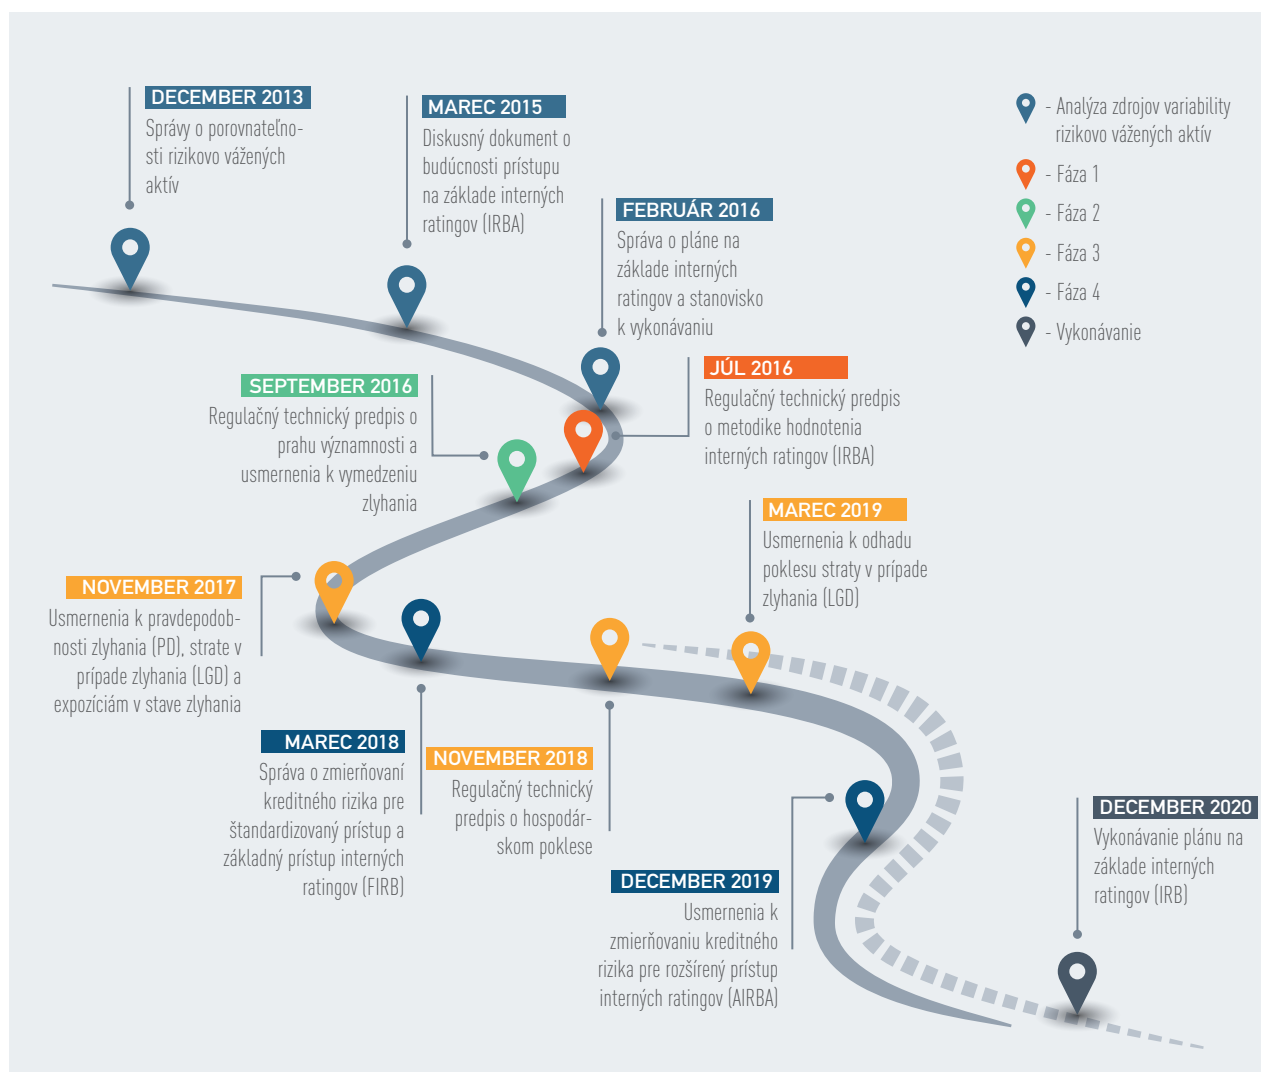 DECEMBER 2013
Správy o porovnateľno-
sti rizikovo vážených
aktív
MAREC 2015
Diskusný dokument o
budúcnosti prístupu
na základe interných
ratingov (IRBA)
FEBRUÁR 2016
Správa o pláne na
základe interných
ratingov a stanovisko
k vykonávaniu
- Analýza zdrojov variability
rizikovo vážených aktív
- Fáza 1
- Fáza 2
- Fáza 3
- Fáza 4
- Vykonávanie
JÚL 2016
Regulačný technický predpis
o metodike hodnotenia
interných ratingov (IRBA)
SEPTEMBER 2016
Regulačný technický predpis o
prahu významnosti a
usmernenia k vymedzeniu
zlyhania
MAREC 2019
Usmernenia k odhadu
poklesu straty v prípade
zlyhania (LGD)
NOVEMBER 2017
Usmernenia k pravdepodob-
nosti zlyhania (PD), strate v
prípade zlyhania (LGD) a
expozíciám v stave zlyhania
MAREC 2018
Správa o zmierňovaní
kreditného rizika pre
štandardizovaný prístup a
základný prístup interných
ratingov (FIRB)
NOVEMBER 2018
Regulačný technický
predpis o hospodár-
skom poklese
DECEMBER 2019
Usmernenia k
zmierňovaniu kreditného
rizika pre rozšírený prístup
interných ratingov (AIRBA)
DECEMBER 2020
Vykonávanie plánu na
základe interných
ratingov (IRB)